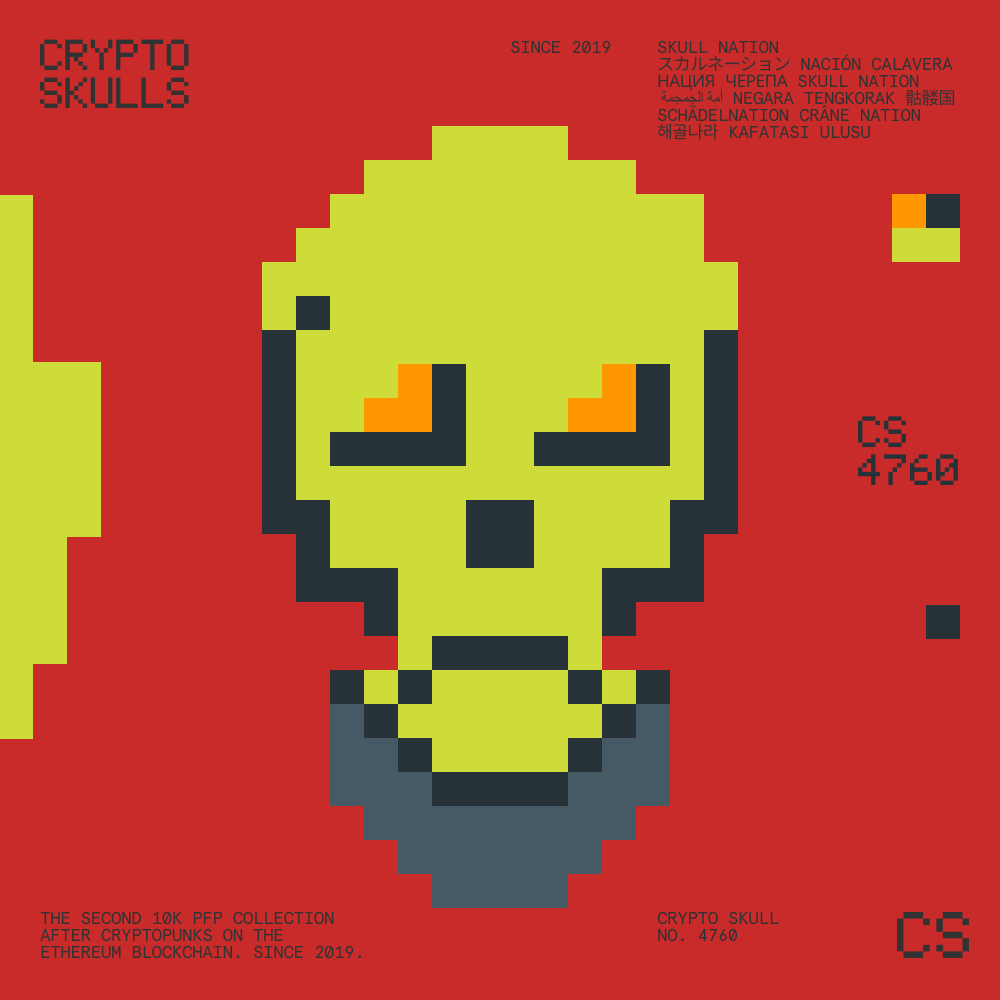 CRYPTO
SKULLS
SINCE 2019
SKULL NATION
スカルネーション NACIÓN CALAVERA
НАЦИЯ ЧЕРЕПА SKULL NATION
أمة الجمجمة NEGARA TENGKORAK 骷髅国
SCHÄDELNATION CRÂNE NATION
해골나라 KAFATASI ULUSU
CS
4760
THE SECOND 10K PFP COLLECTION
AFTER CRYPTOPUNKS ON THE
ETHEREUM BLOCKCHAIN. SINCE 2019.
CRYPTO SKULL
NO. 4760
CS